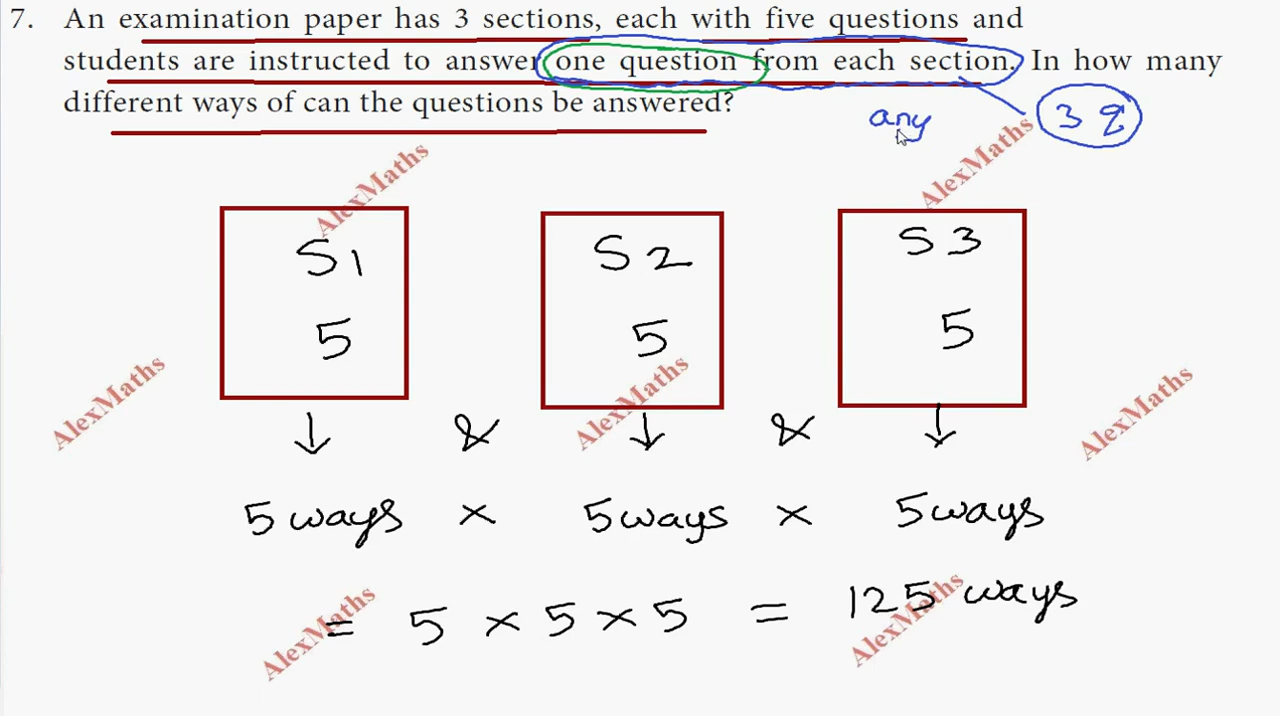 7. An examination paper has 3 sections, each with five questions and
students are instructed to answer one question from each section. In how many
different ways of can the questions be answered?
any 3 q
AlexMaths AlexMaths
S1 S2 S3
5 5 5
AlexMaths AlexMaths AlexMaths
& &
5 ways × 5 ways × 5 ways
= 5 × 5 × 5 = 125 ways
AlexMaths AlexMaths